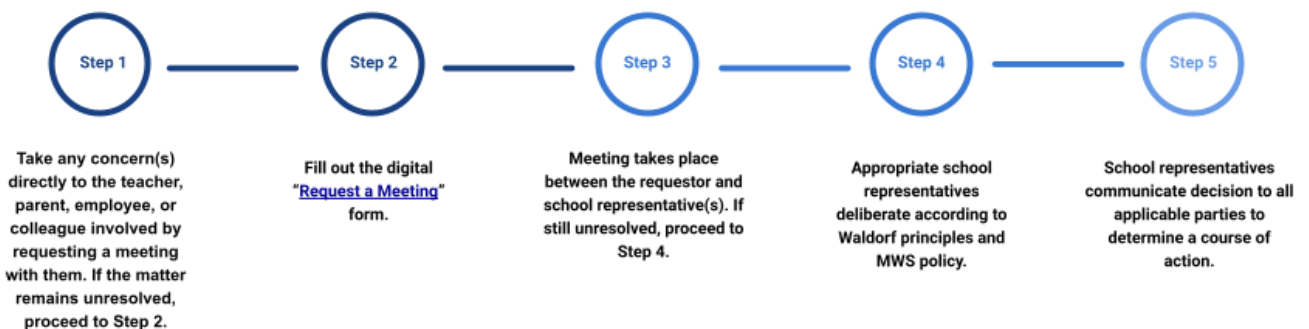 Step 1
Step 2
Step 3
Step 4
Step 5
Take any concern(s)
directly to the teacher,
parent, employee, or
colleague involved by
requesting a meeting
with them. If the matter
remains unresolved,
proceed to Step 2.
Fill out the digital
"Request a Meeting"
form.
Meeting takes place
between the requestor and
school representative(s). If
still unresolved, proceed to
Step 4.
Appropriate school
representatives
deliberate according to
Waldorf principles and
MWS policy.
School representatives
communicate decision to all
applicable parties to
determine a course of
action.